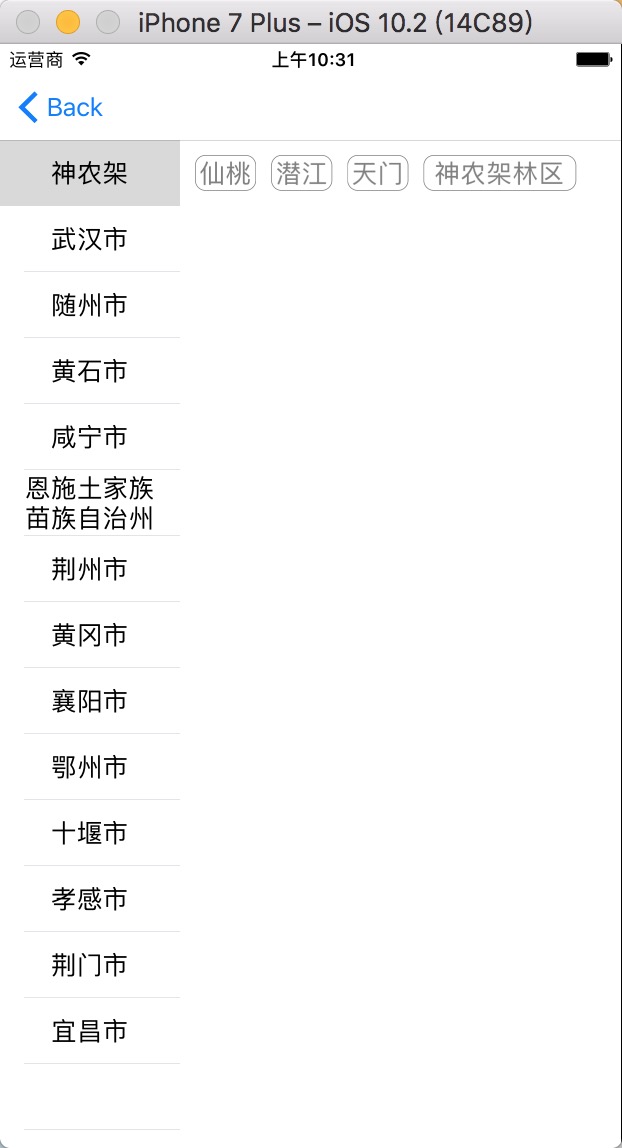 iPhone 7 Plus – iOS 10.2 (14C89)
运营商 上午10:31
Back
神农架 仙桃 潜江 天门 神农架林区
武汉市
随州市
黄石市
咸宁市
恩施土家族
苗族自治州
荆州市
黄冈市
襄阳市
鄂州市
十堰市
孝感市
荆门市
宜昌市